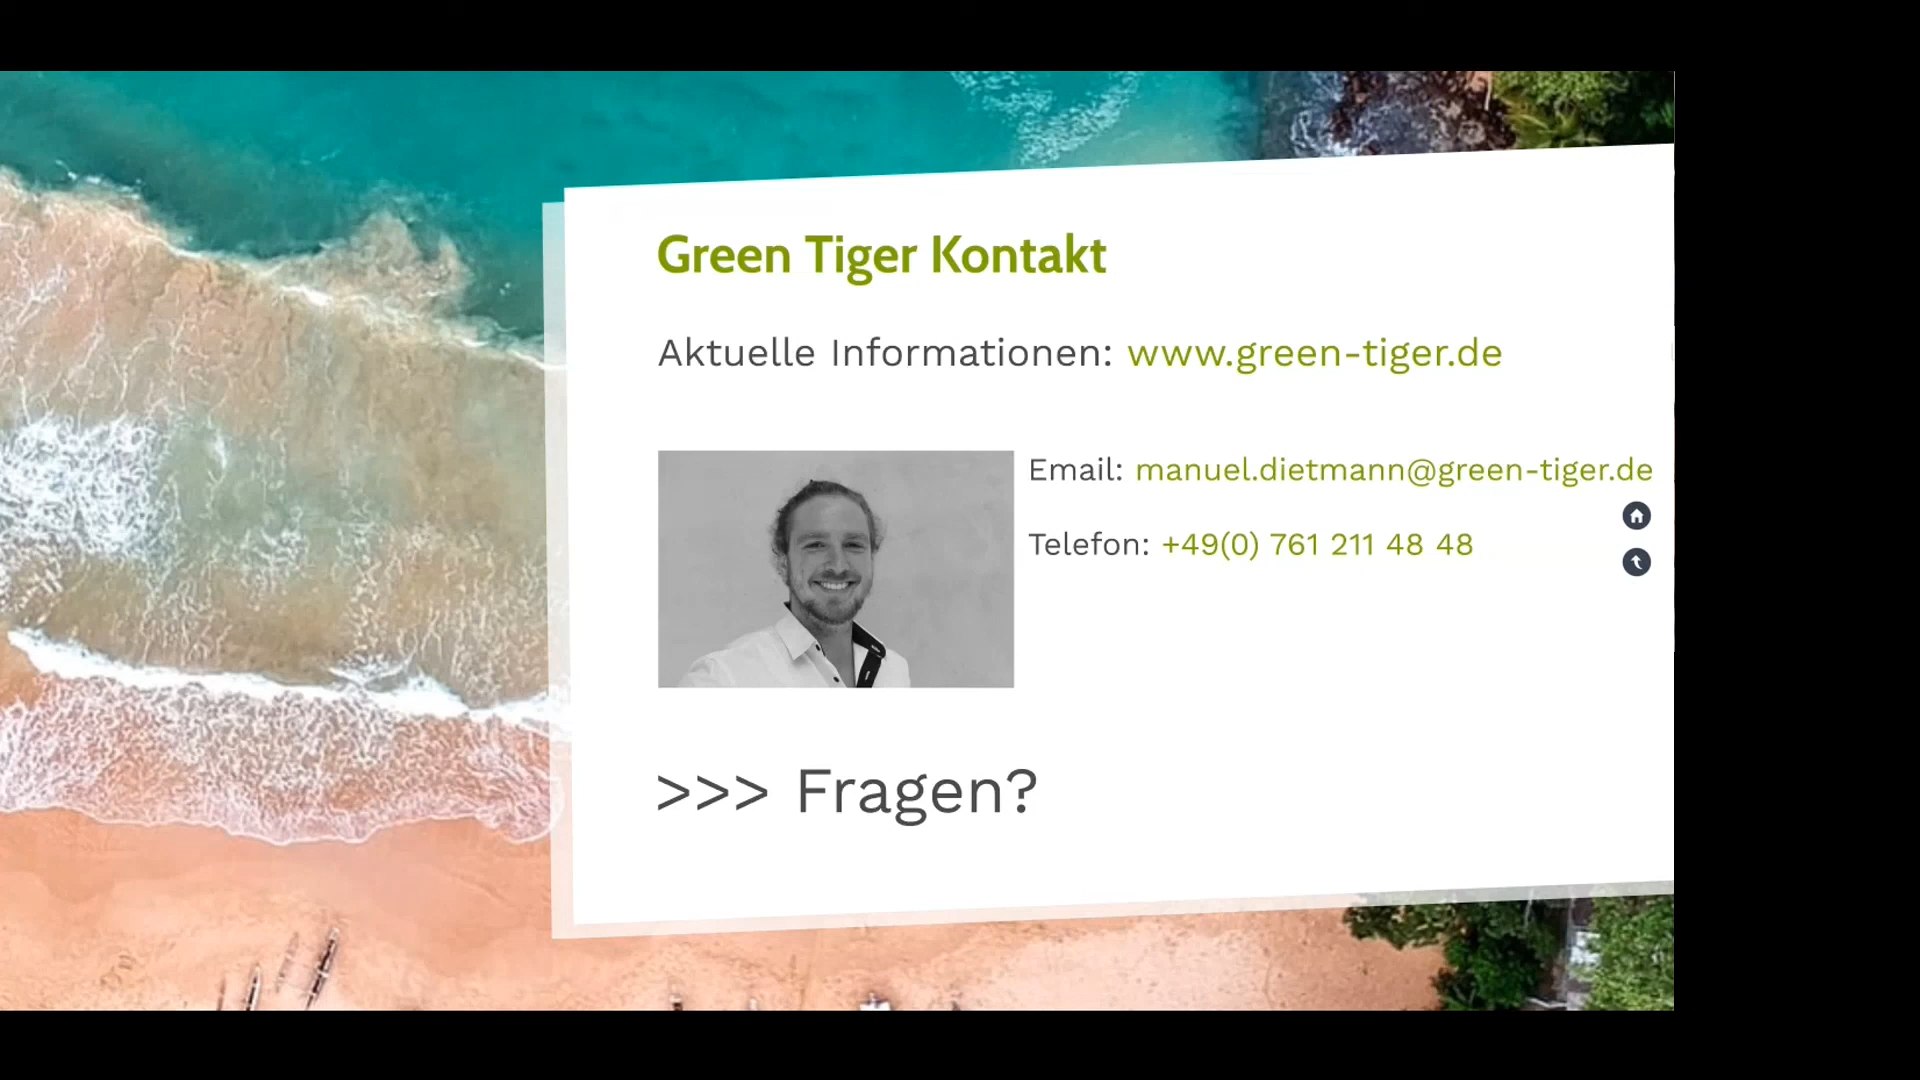 Green Tiger Kontakt
Aktuelle Informationen: www.green-tiger.de
Email: manuel.dietmann@green-tiger.de
Telefon: +49(0) 761 211 48 48
>>> Fragen?